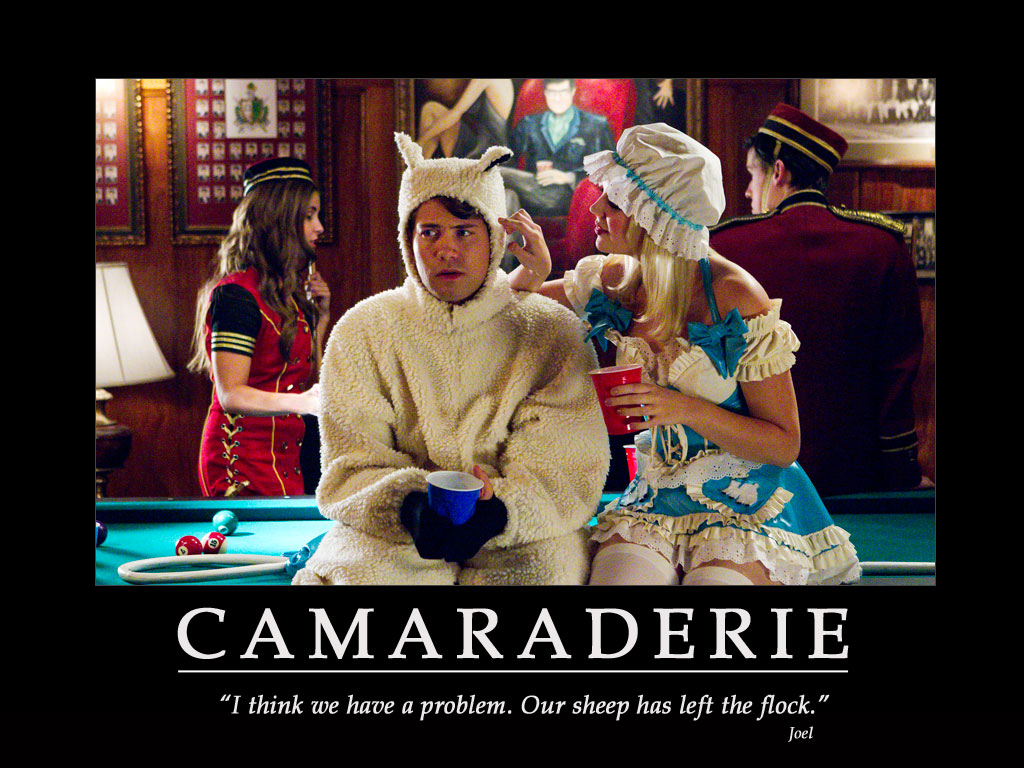 CAMARADERIE
“I think we have a problem. Our sheep has left the flock.”
Joel